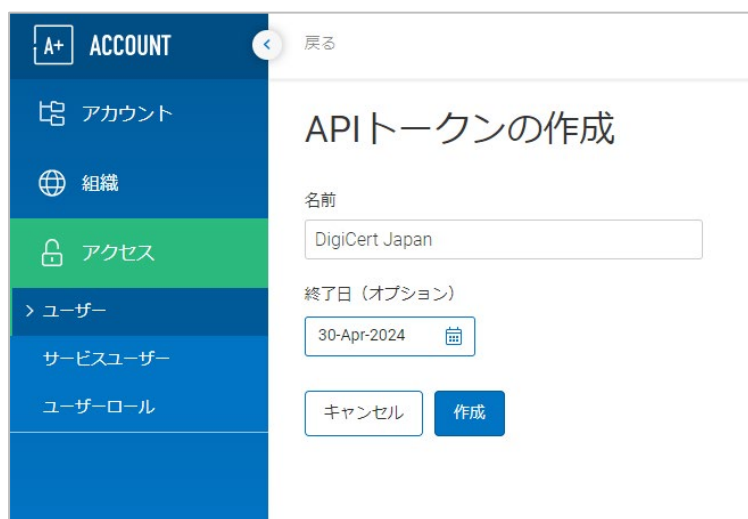 A+ ACCOUNT
戻る
アカウント
組織
アクセス
ユーザー
サービスユーザー
ユーザーロール
APIトークンの作成
名前
DigiCert Japan
終了日（オプション）
30-Apr-2024
キャンセル 作成